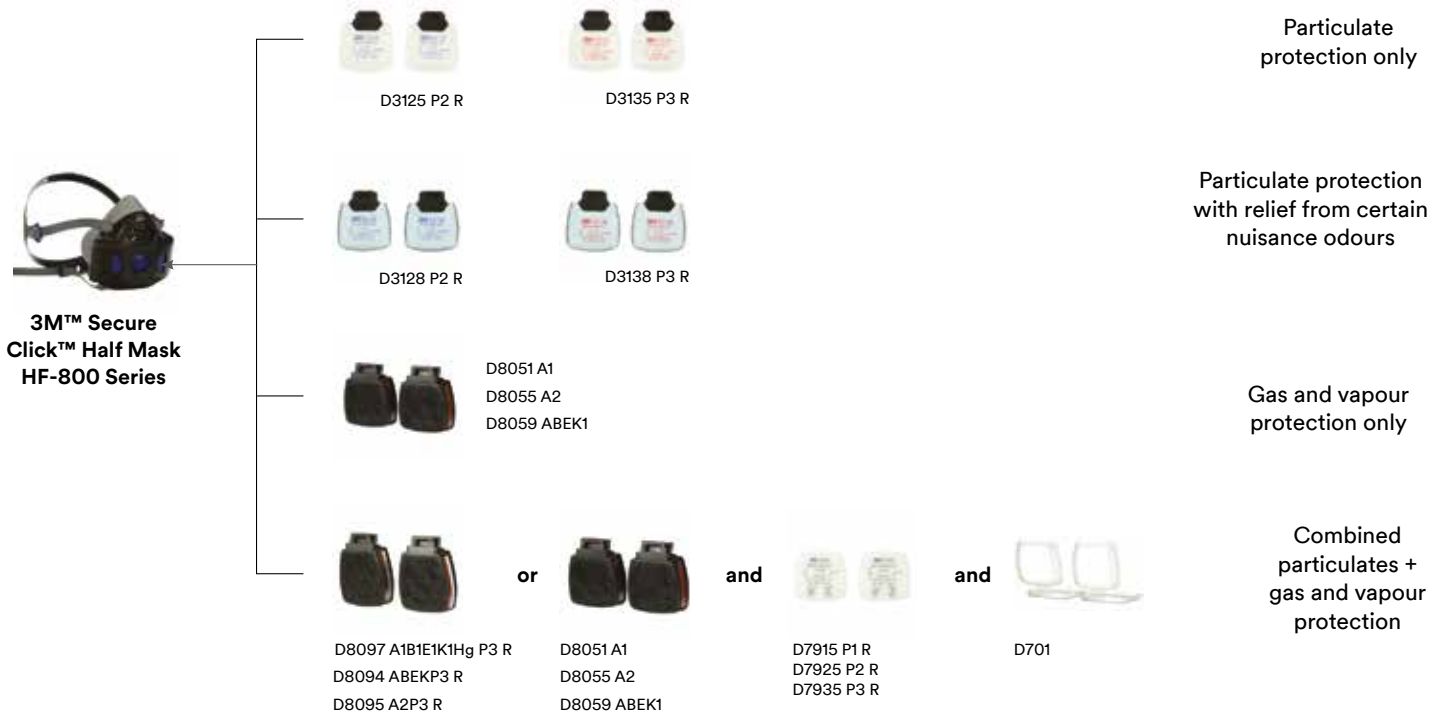 Particulate
protection only
D3125 P2 R
D3135 P3 R
Particulate protection
with relief from certain
nuisance odours
D3128 P2 R
D3138 P3 R
3M™ Secure
Click™ Half Mask
HF-800 Series
D8051 A1
D8055 A2
D8059 ABEK1
Gas and vapour
protection only
or
and
and
Combined
particulates +
gas and vapour
protection
D8097 A1B1E1K1Hg P3 R
D8094 ABEKP3 R
D8095 A2P3 R
D8051 A1
D8055 A2
D8059 ABEK1
D7915 P1 R
D7925 P2 R
D7935 P3 R
D701